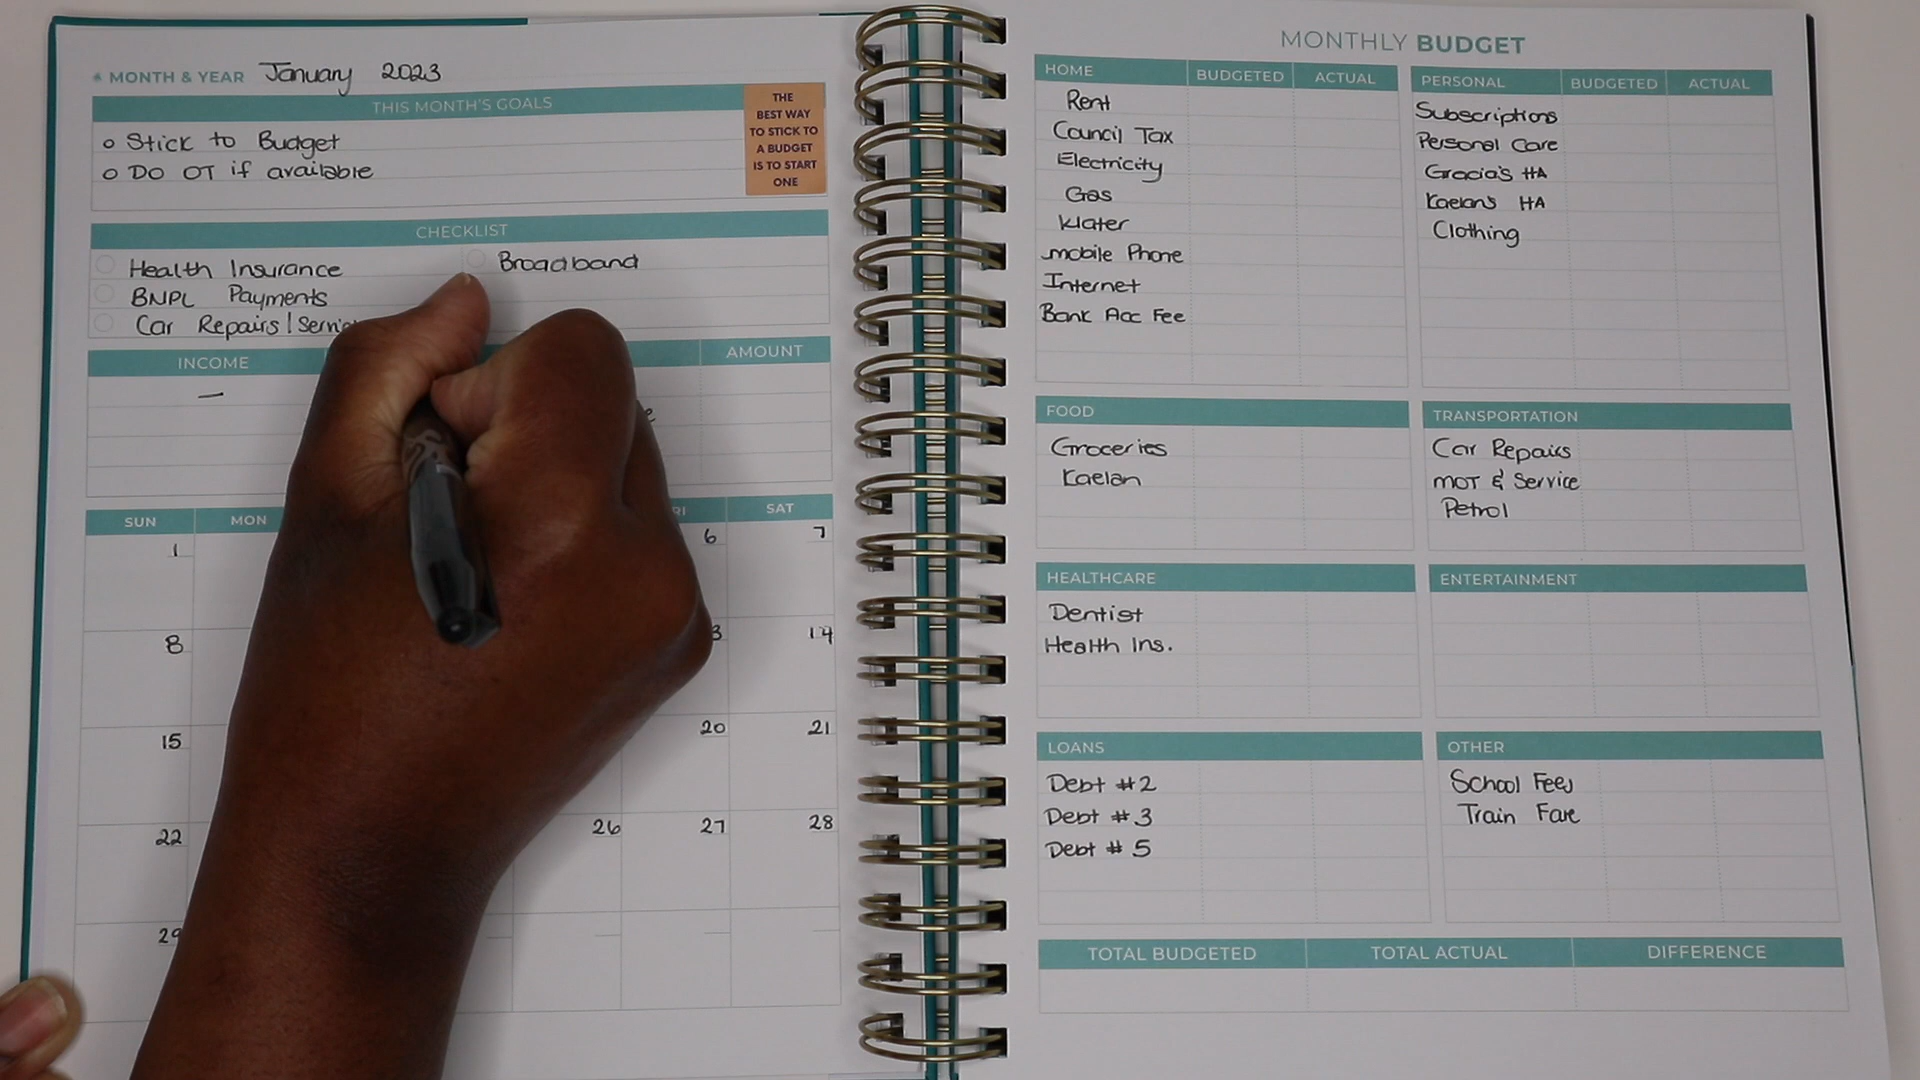 MONTH & YEAR January 2023
THIS MONTH'S GOALS
o Stick to Budget
o DO OT if available
THE
BEST WAY
TO STICK TO
A BUDGET
IS TO START
ONE
CHECKLIST
Health Insurance
BNPL Payments
Car Repairs/
Broadband
INCOME AMOUNT
—
SUN MON SAT
1 6 7
8 14
15 20 21
22 26 27 28
29
MONTHLY BUDGET
HOME BUDGETED ACTUAL
Rent
Council Tax
Electricity
Gas
Water
mobile Phone
Internet
Bank Acc Fee
PERSONAL BUDGETED ACTUAL
Subscriptions
Personal Care
Gracia's HA
Kaelan's HA
Clothing
FOOD
Groceries
Kaelan
TRANSPORTATION
Car Repairs
MOT & Service
Petrol
HEALTHCARE
Dentist
Health Ins.
ENTERTAINMENT
LOANS
Debt #2
Debt #3
Debt #5
OTHER
School Fees
Train Fare
TOTAL BUDGETED TOTAL ACTUAL DIFFERENCE